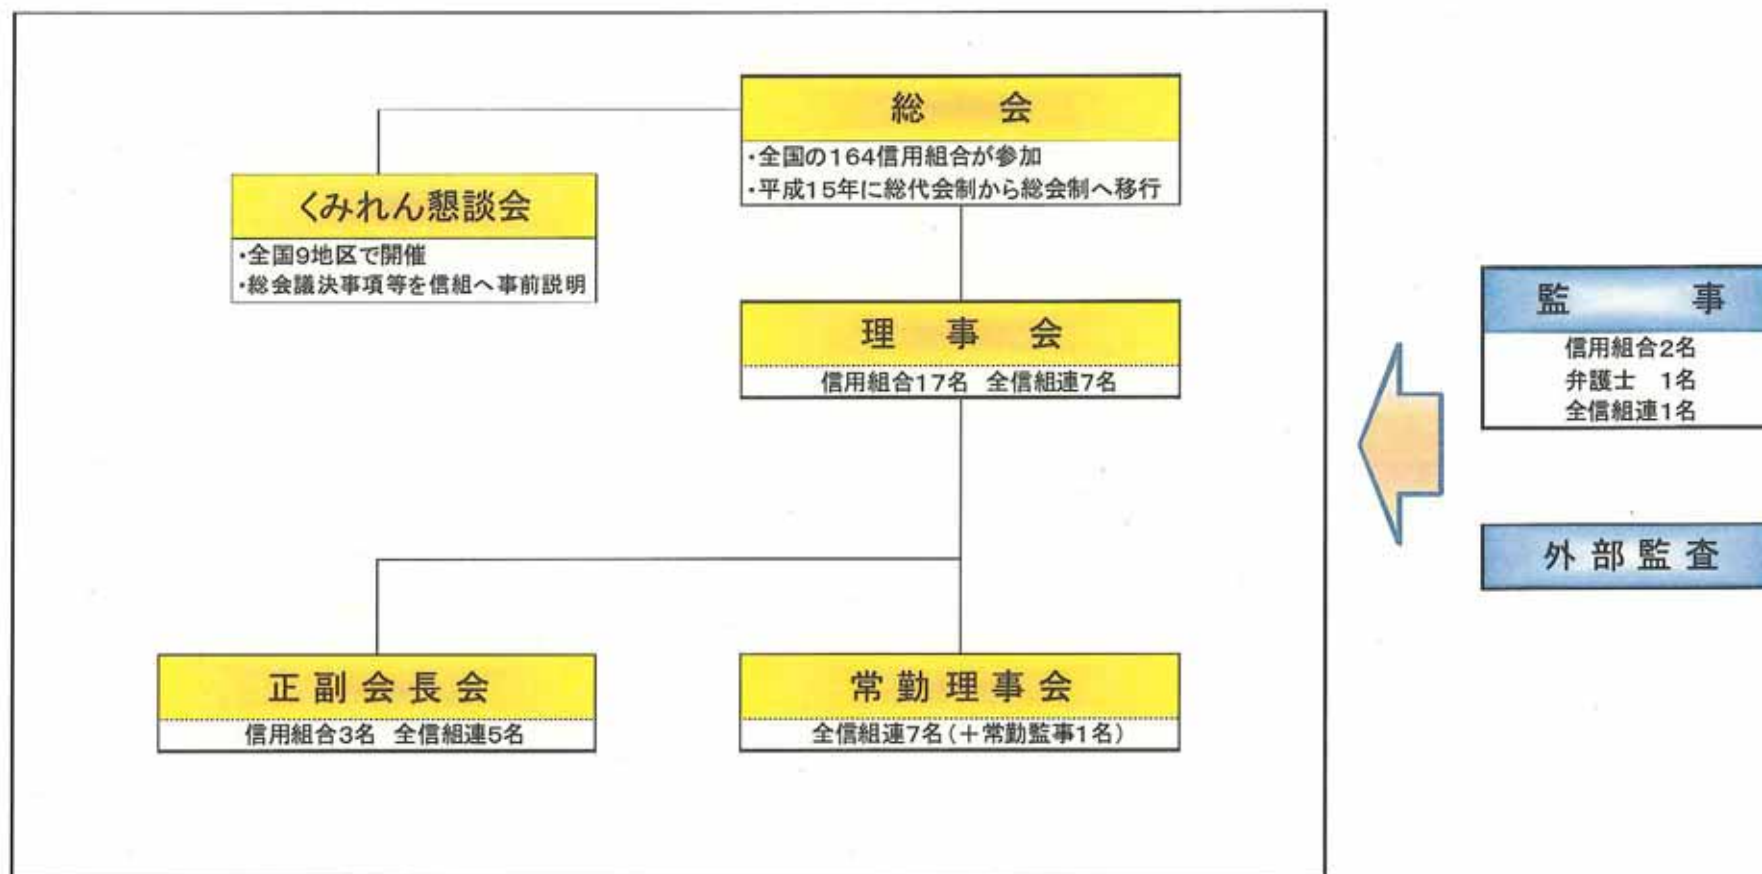 総 会
・全国の164信用組合が参加
・平成15年に総代会制から総会制へ移行
くみれん懇談会
・全国9地区で開催
・総会議決事項等を信組へ事前説明
理 事 会
信用組合17名 全信組連7名
監 事
信用組合2名
弁護士 1名
全信組連1名
外部監査
正副会長会
信用組合3名 全信組連5名
常勤理事会
全信組連7名(+常勤監事1名)